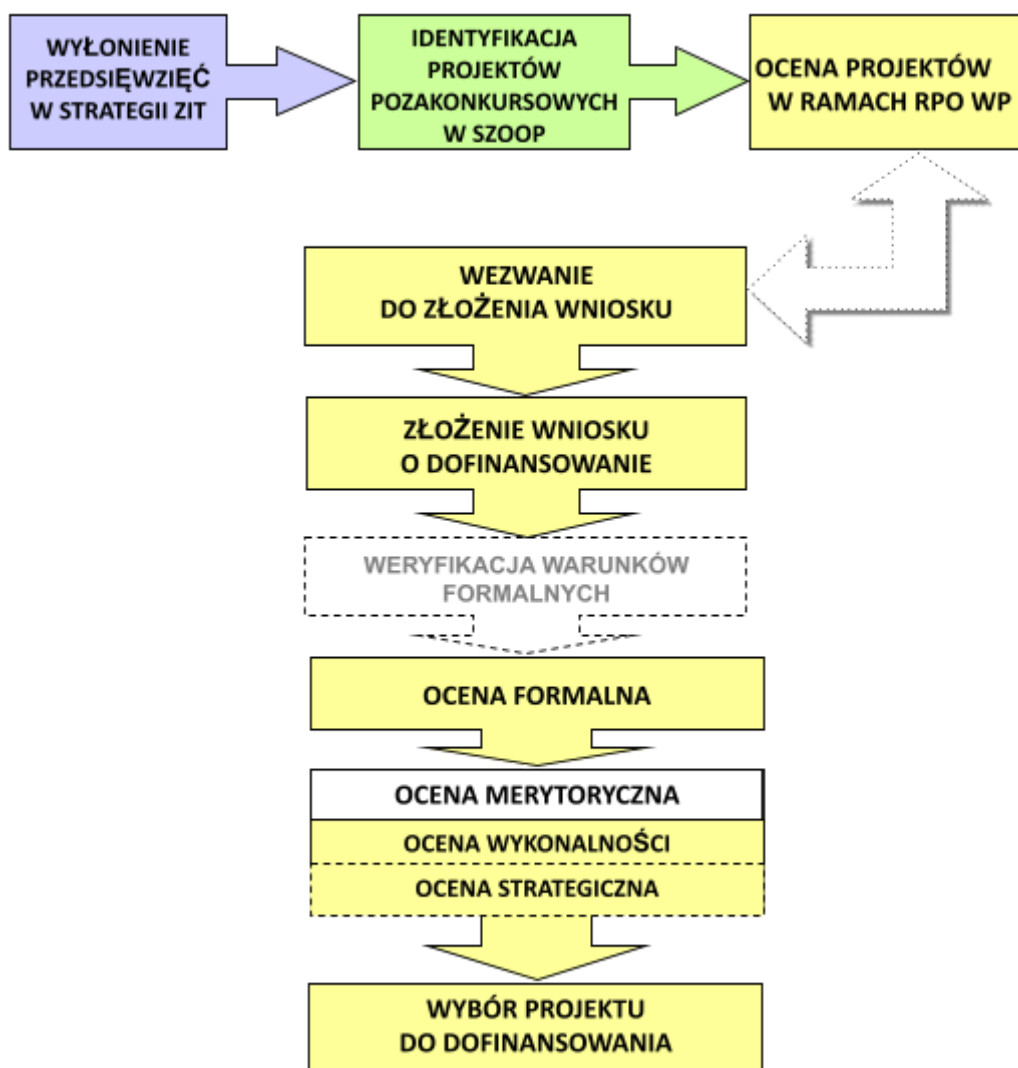 WYŁONIENIE
PRZEDSIĘWZIĘĆ
W STRATEGII ZIT
IDENTYFIKACJA
PROJEKTÓW
POZAKONKURSOWYCH
W SZOOP
OCENA PROJEKTÓW
W RAMACH RPO WP
WEZWANIE
DO ZŁOŻENIA WNIOSKU
ZŁOŻENIE WNIOSKU
O DOFINANSOWANIE
WERYFIKACJA WARUNKÓW
FORMALNYCH
OCENA FORMALNA
OCENA MERYTORYCZNA
OCENA WYKONALNOŚCI
OCENA STRATEGICZNA
WYBÓR PROJEKTU
DO DOFINANSOWANIA